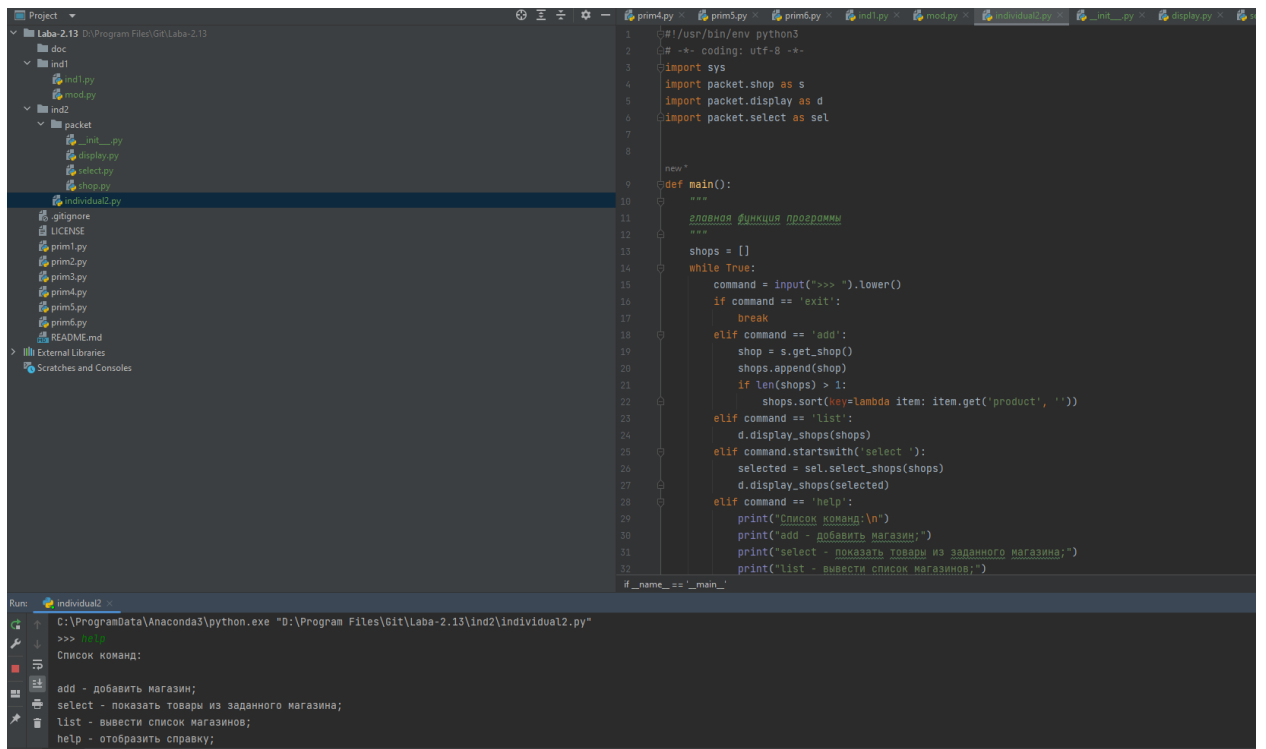 Project
Laba-2.13 D:\Program Files\Git\Laba-2.13
doc
ind1
ind1.py
mod.py
ind2
packet
__init__.py
display.py
select.py
shop.py
individual2.py
.gitignore
LICENSE
prim1.py
prim2.py
prim3.py
prim4.py
prim5.py
prim6.py
README.md
External Libraries
Scratches and Consoles
prim4.py prim5.py prim6.py ind1.py mod.py individual2.py __init__.py display.py
1 #!/usr/bin/env python3
2 # -*- coding: utf-8 -*-
3 import sys
4 import packet.shop as s
5 import packet.display as d
6 import packet.select as sel
7
8
new *
9 def main():
10 """
11 главная функция программы
12 """
13 shops = []
14 while True:
15 command = input(">>> ").lower()
16 if command == 'exit':
17 break
18 elif command == 'add':
19 shop = s.get_shop()
20 shops.append(shop)
21 if len(shops) > 1:
22 shops.sort(key=lambda item: item.get('product', ''))
23 elif command == 'list':
24 d.display_shops(shops)
25 elif command.startswith('select '):
26 selected = sel.select_shops(shops)
27 d.display_shops(selected)
28 elif command == 'help':
29 print("Список команд:\n")
30 print("add - добавить магазин;")
31 print("select - показать товары из заданного магазина;")
32 print("list - вывести список магазинов;")
if __name__ == '__main__'
Run: individual2
C:\ProgramData\Anaconda3\python.exe "D:\Program Files\Git\Laba-2.13\ind2\individual2.py"
>>> help
Список команд:
add - добавить магазин;
select - показать товары из заданного магазина;
list - вывести список магазинов;
help - отобразить справку;